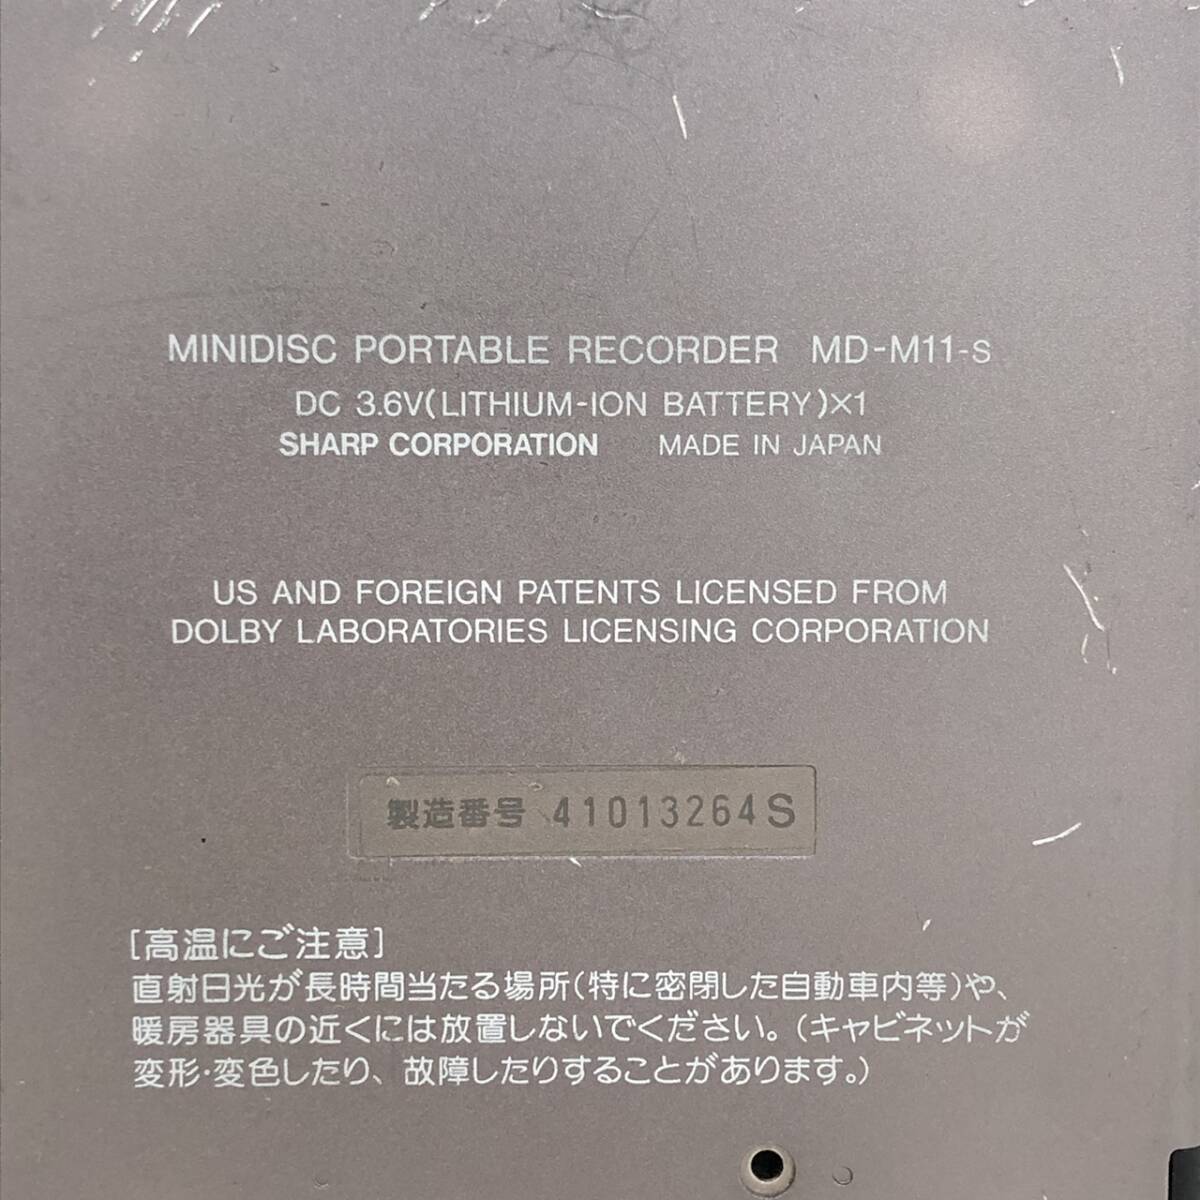 MINIDISC PORTABLE RECORDER MD-M11-S
DC 3.6V(LITHIUM-ION BATTERY)×1
SHARP CORPORATION MADE IN JAPAN
US AND FOREIGN PATENTS LICENSED FROM
DOLBY LABORATORIES LICENSING CORPORATION
製造番号 41013264S
[高温にご注意]
直射日光が長時間当たる場所(特に密閉した自動車内等)や、
暖房器具の近くには放置しないでください。(キャビネットが
変形・変色したり、故障したりすることがあります。)